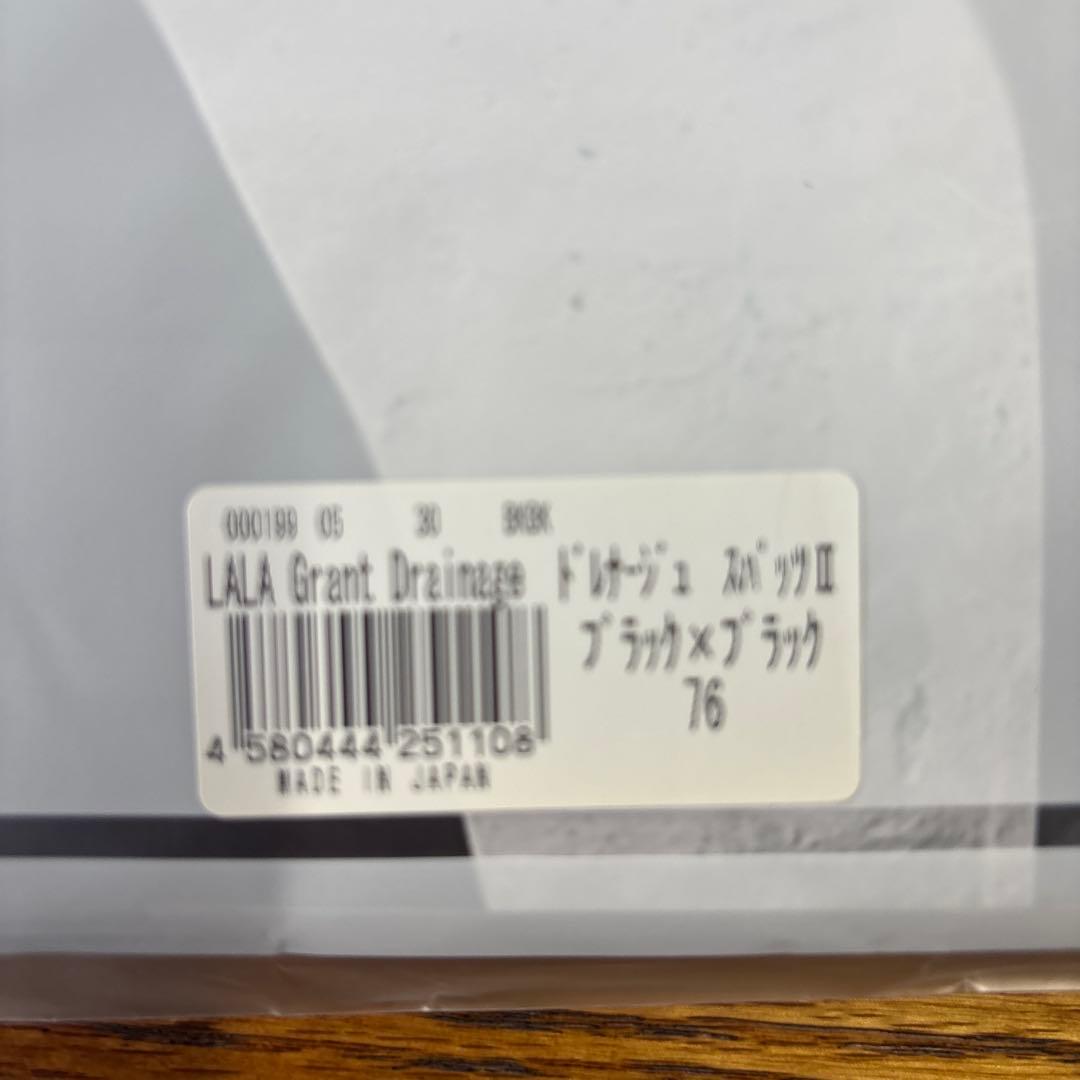 000199 05 30 BKBK
LALA Grant Drainage ﾄﾞﾚﾅｰｼﾞｭ ｽﾊﾟｯﾂⅡ
ﾌﾞﾗｯｸ×ﾌﾞﾗｯｸ
76
4 580444 251108
MADE IN JAPAN